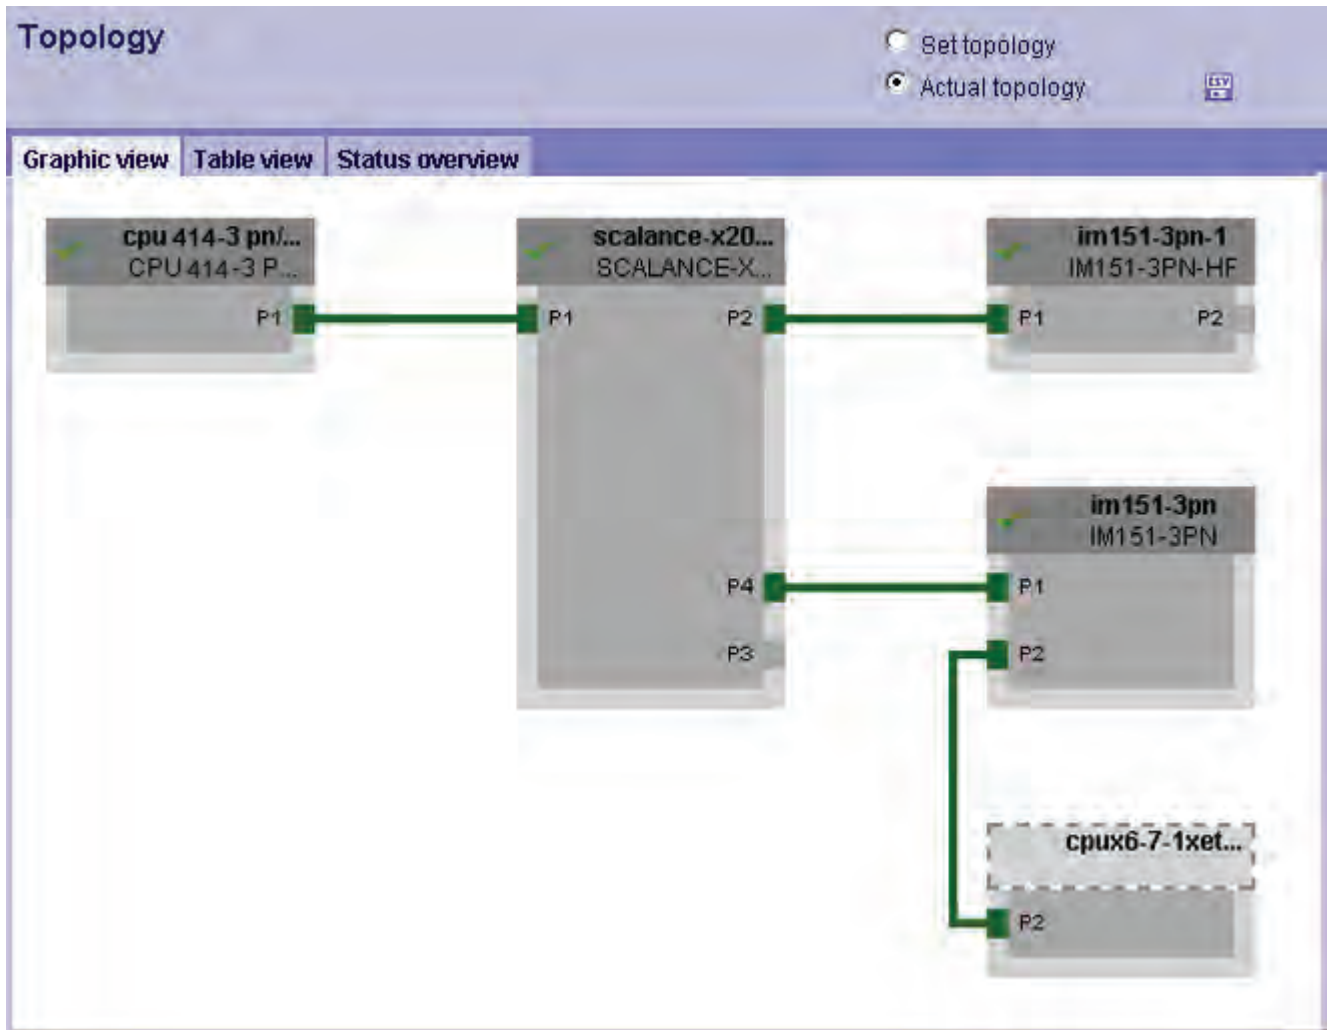 Topology
Set topology
Actual topology
CSV
Graphic view Table view Status overview
cpu 414-3 pn/...
CPU 414-3 P...
P1
scalance-x20...
SCALANCE-X...
P1 P2
P4
P3
im151-3pn-1
IM151-3PN-HF
P1 P2
im151-3pn
IM151-3PN
P1
P2
cpux6-7-1xet...
P2